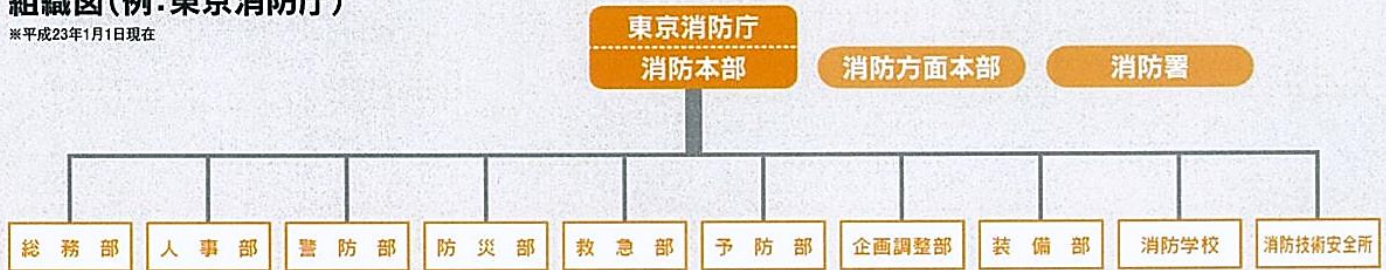 組織図(例:東京消防庁)
※平成23年1月1日現在
東京消防庁
消防本部
消防方面本部
消防署
総務部
人事部
警防部
防災部
救急部
予防部
企画調整部
装備部
消防学校
消防技術安全所